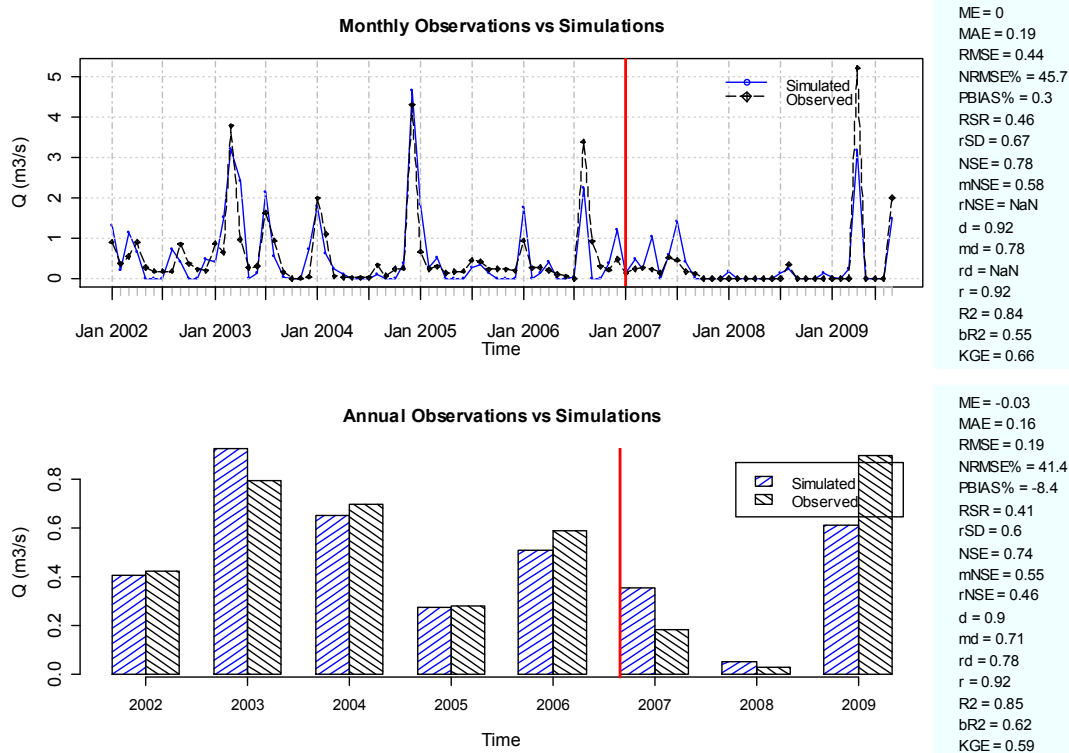 Monthly Observations vs Simulations
Q (m3/s)
5
4
3
2
1
0
Simulated
Observed
Jan 2002 Jan 2003 Jan 2004 Jan 2005 Jan 2006 Jan 2007 Jan 2008 Jan 2009
Time
ME = 0
MAE = 0.19
RMSE = 0.44
NRMSE% = 45.7
PBIAS% = 0.3
RSR = 0.46
rSD = 0.67
NSE = 0.78
mNSE = 0.58
rNSE = NaN
d = 0.92
md = 0.78
rd = NaN
r = 0.92
R2 = 0.84
bR2 = 0.55
KGE = 0.66
Annual Observations vs Simulations
Q (m3/s)
0.8
0.6
0.4
0.2
0.0
Simulated
Observed
2002 2003 2004 2005 2006 2007 2008 2009
Time
ME = -0.03
MAE = 0.16
RMSE = 0.19
NRMSE% = 41.4
PBIAS% = -8.4
RSR = 0.41
rSD = 0.6
NSE = 0.74
mNSE = 0.55
rNSE = 0.46
d = 0.9
md = 0.71
rd = 0.78
r = 0.92
R2 = 0.85
bR2 = 0.62
KGE = 0.59